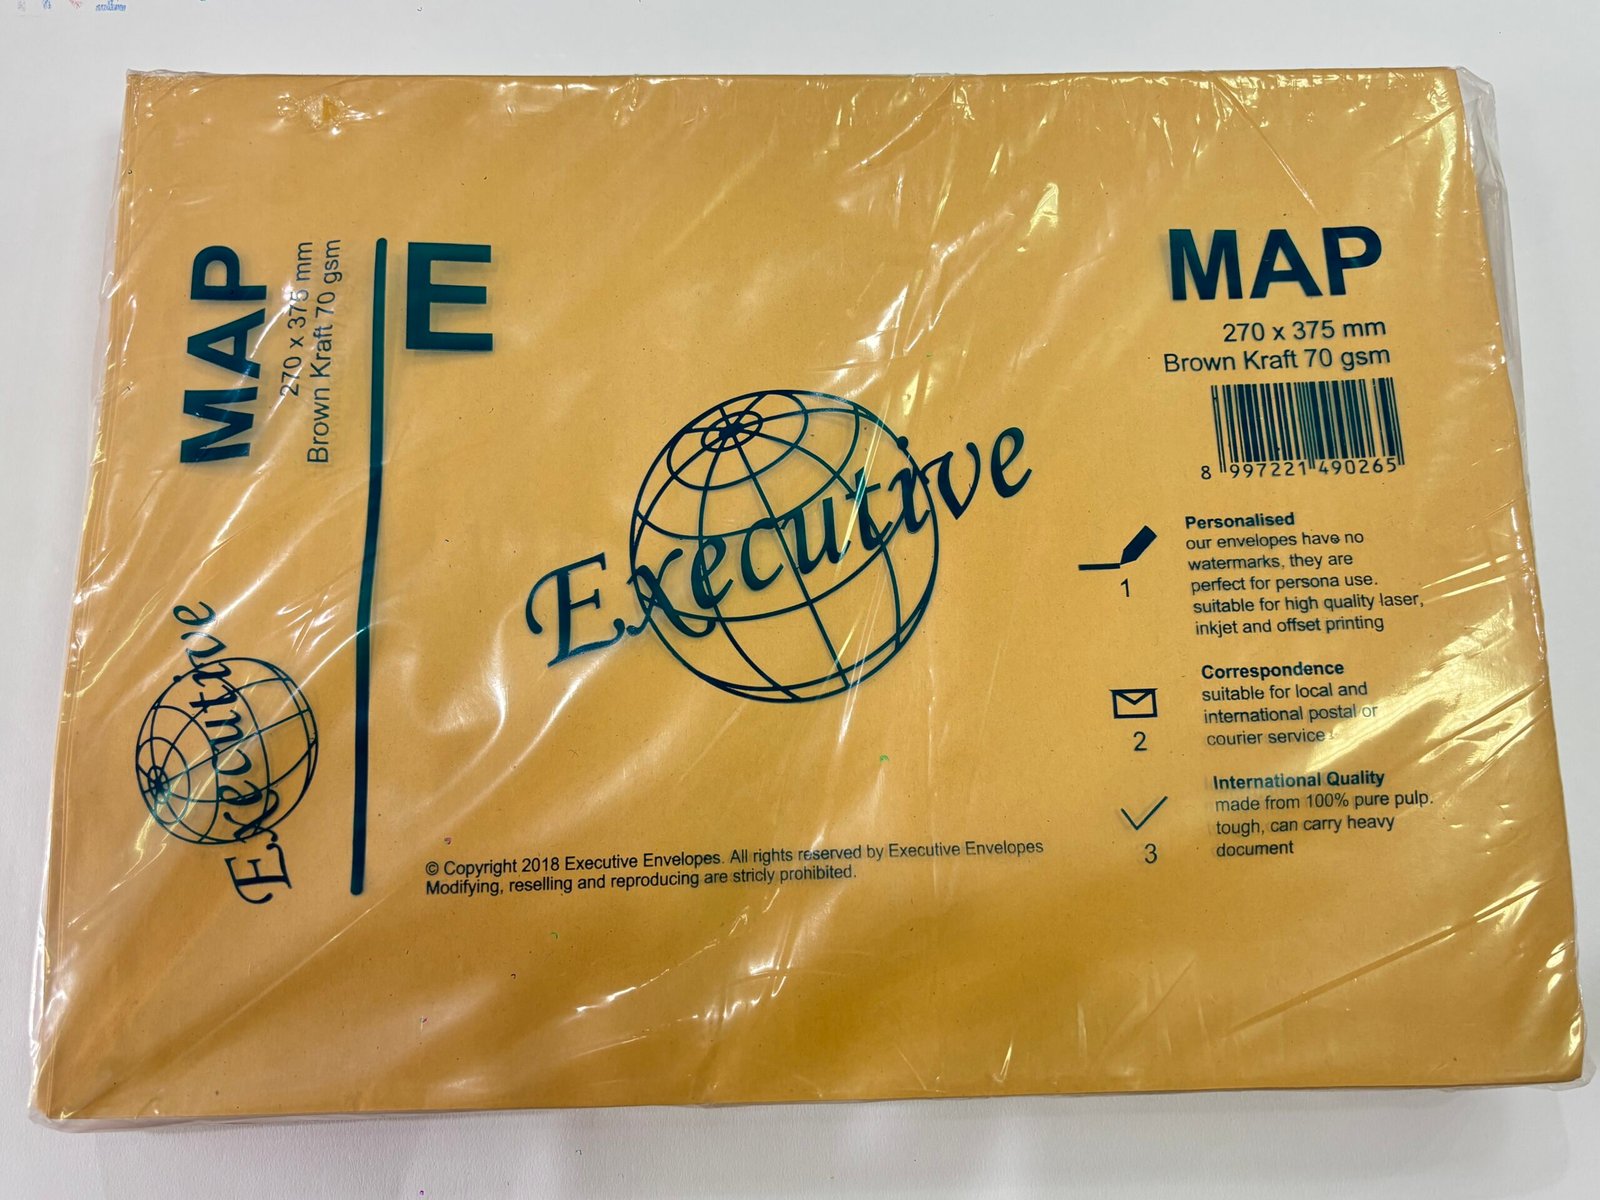 MAP
270 x 375 mm
Brown Kraft 70 gsm
Executive
E
Executive
MAP
270 x 375 mm
Brown Kraft 70 gsm
8 997221 490265
1
Personalised
our envelopes have no
watermarks, they are
perfect for persona use.
suitable for high quality laser,
inkjet and offset printing
2
Correspondence
suitable for local and
international postal or
courier service
3
International Quality
made from 100% pure pulp.
tough, can carry heavy
document
© Copyright 2018 Executive Envelopes. All rights reserved by Executive Envelopes
Modifying, reselling and reproducing are stricly prohibited.